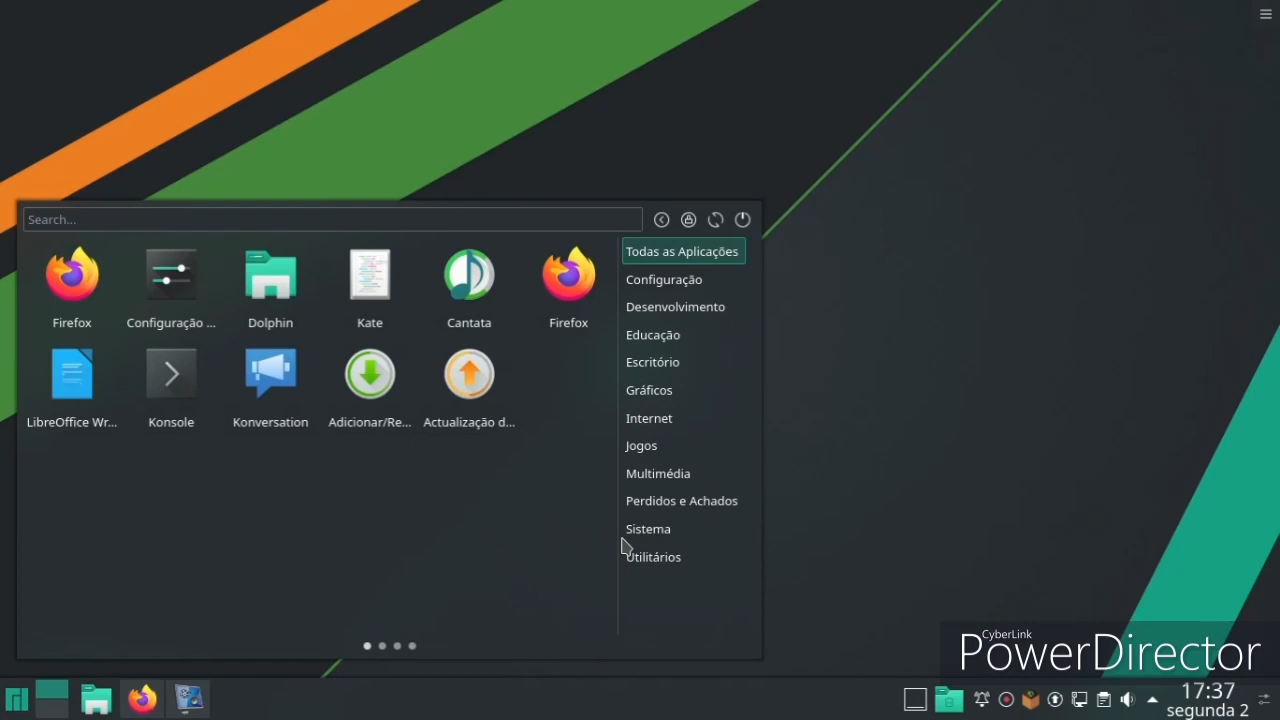 Search...
Todas as Aplicações
Configuração
Desenvolvimento
Educação
Escritório
Gráficos
Internet
Jogos
Multimédia
Perdidos e Achados
Sistema
Utilitários
Firefox
Configuração ...
Dolphin
Kate
Cantata
Firefox
LibreOffice Wr...
Konsole
Konversation
Adicionar/Re...
Actualização d...
CyberLink
PowerDirector
17:37
segunda 2